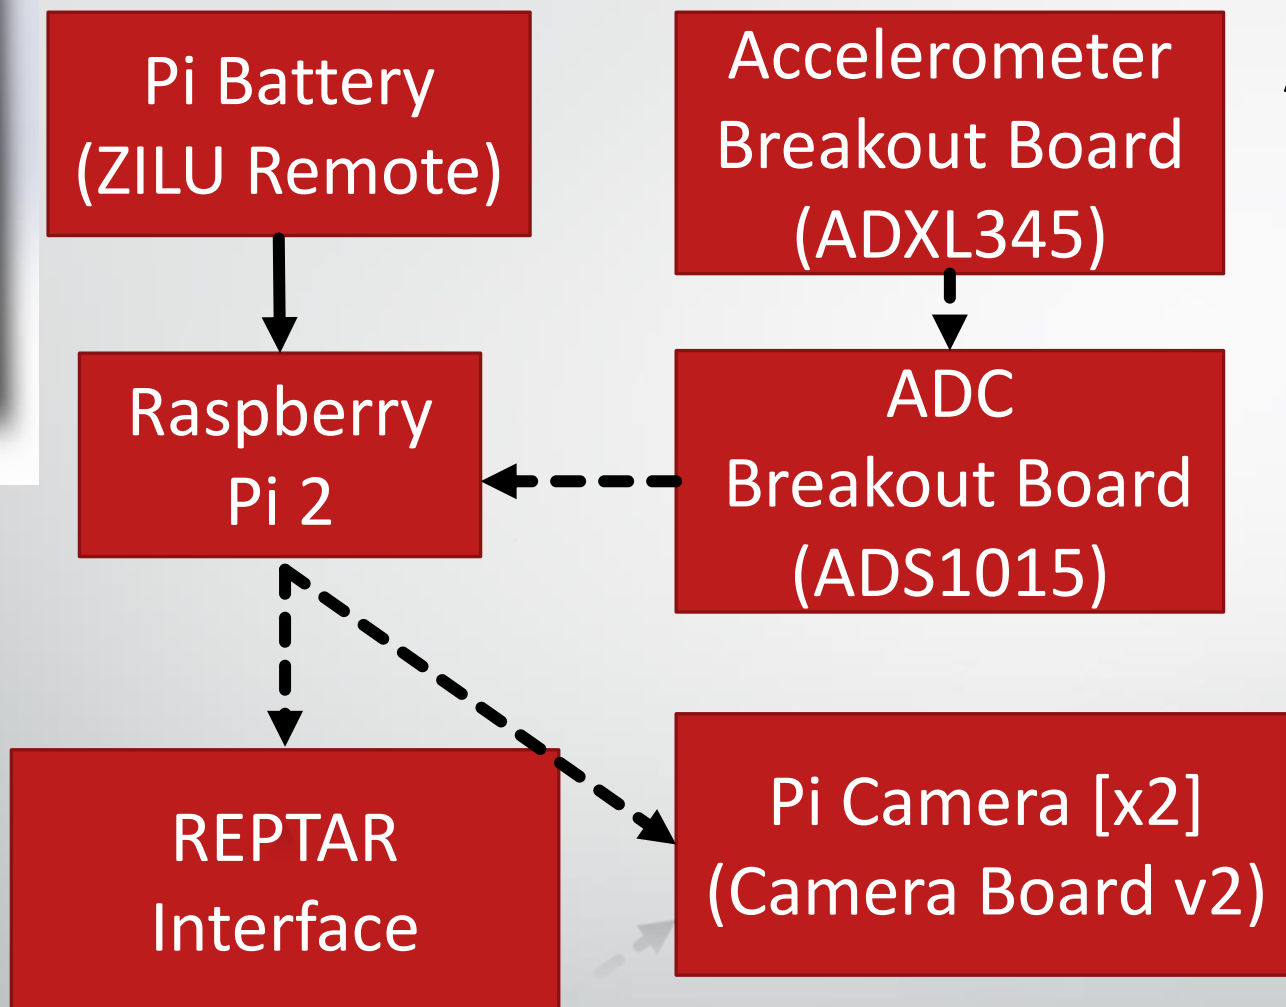 Pi Battery
(ZILU Remote)
Accelerometer
Breakout Board
(ADXL345)
Raspberry
Pi 2
ADC
Breakout Board
(ADS1015)
REPTAR
Interface
Pi Camera [x2]
(Camera Board v2)